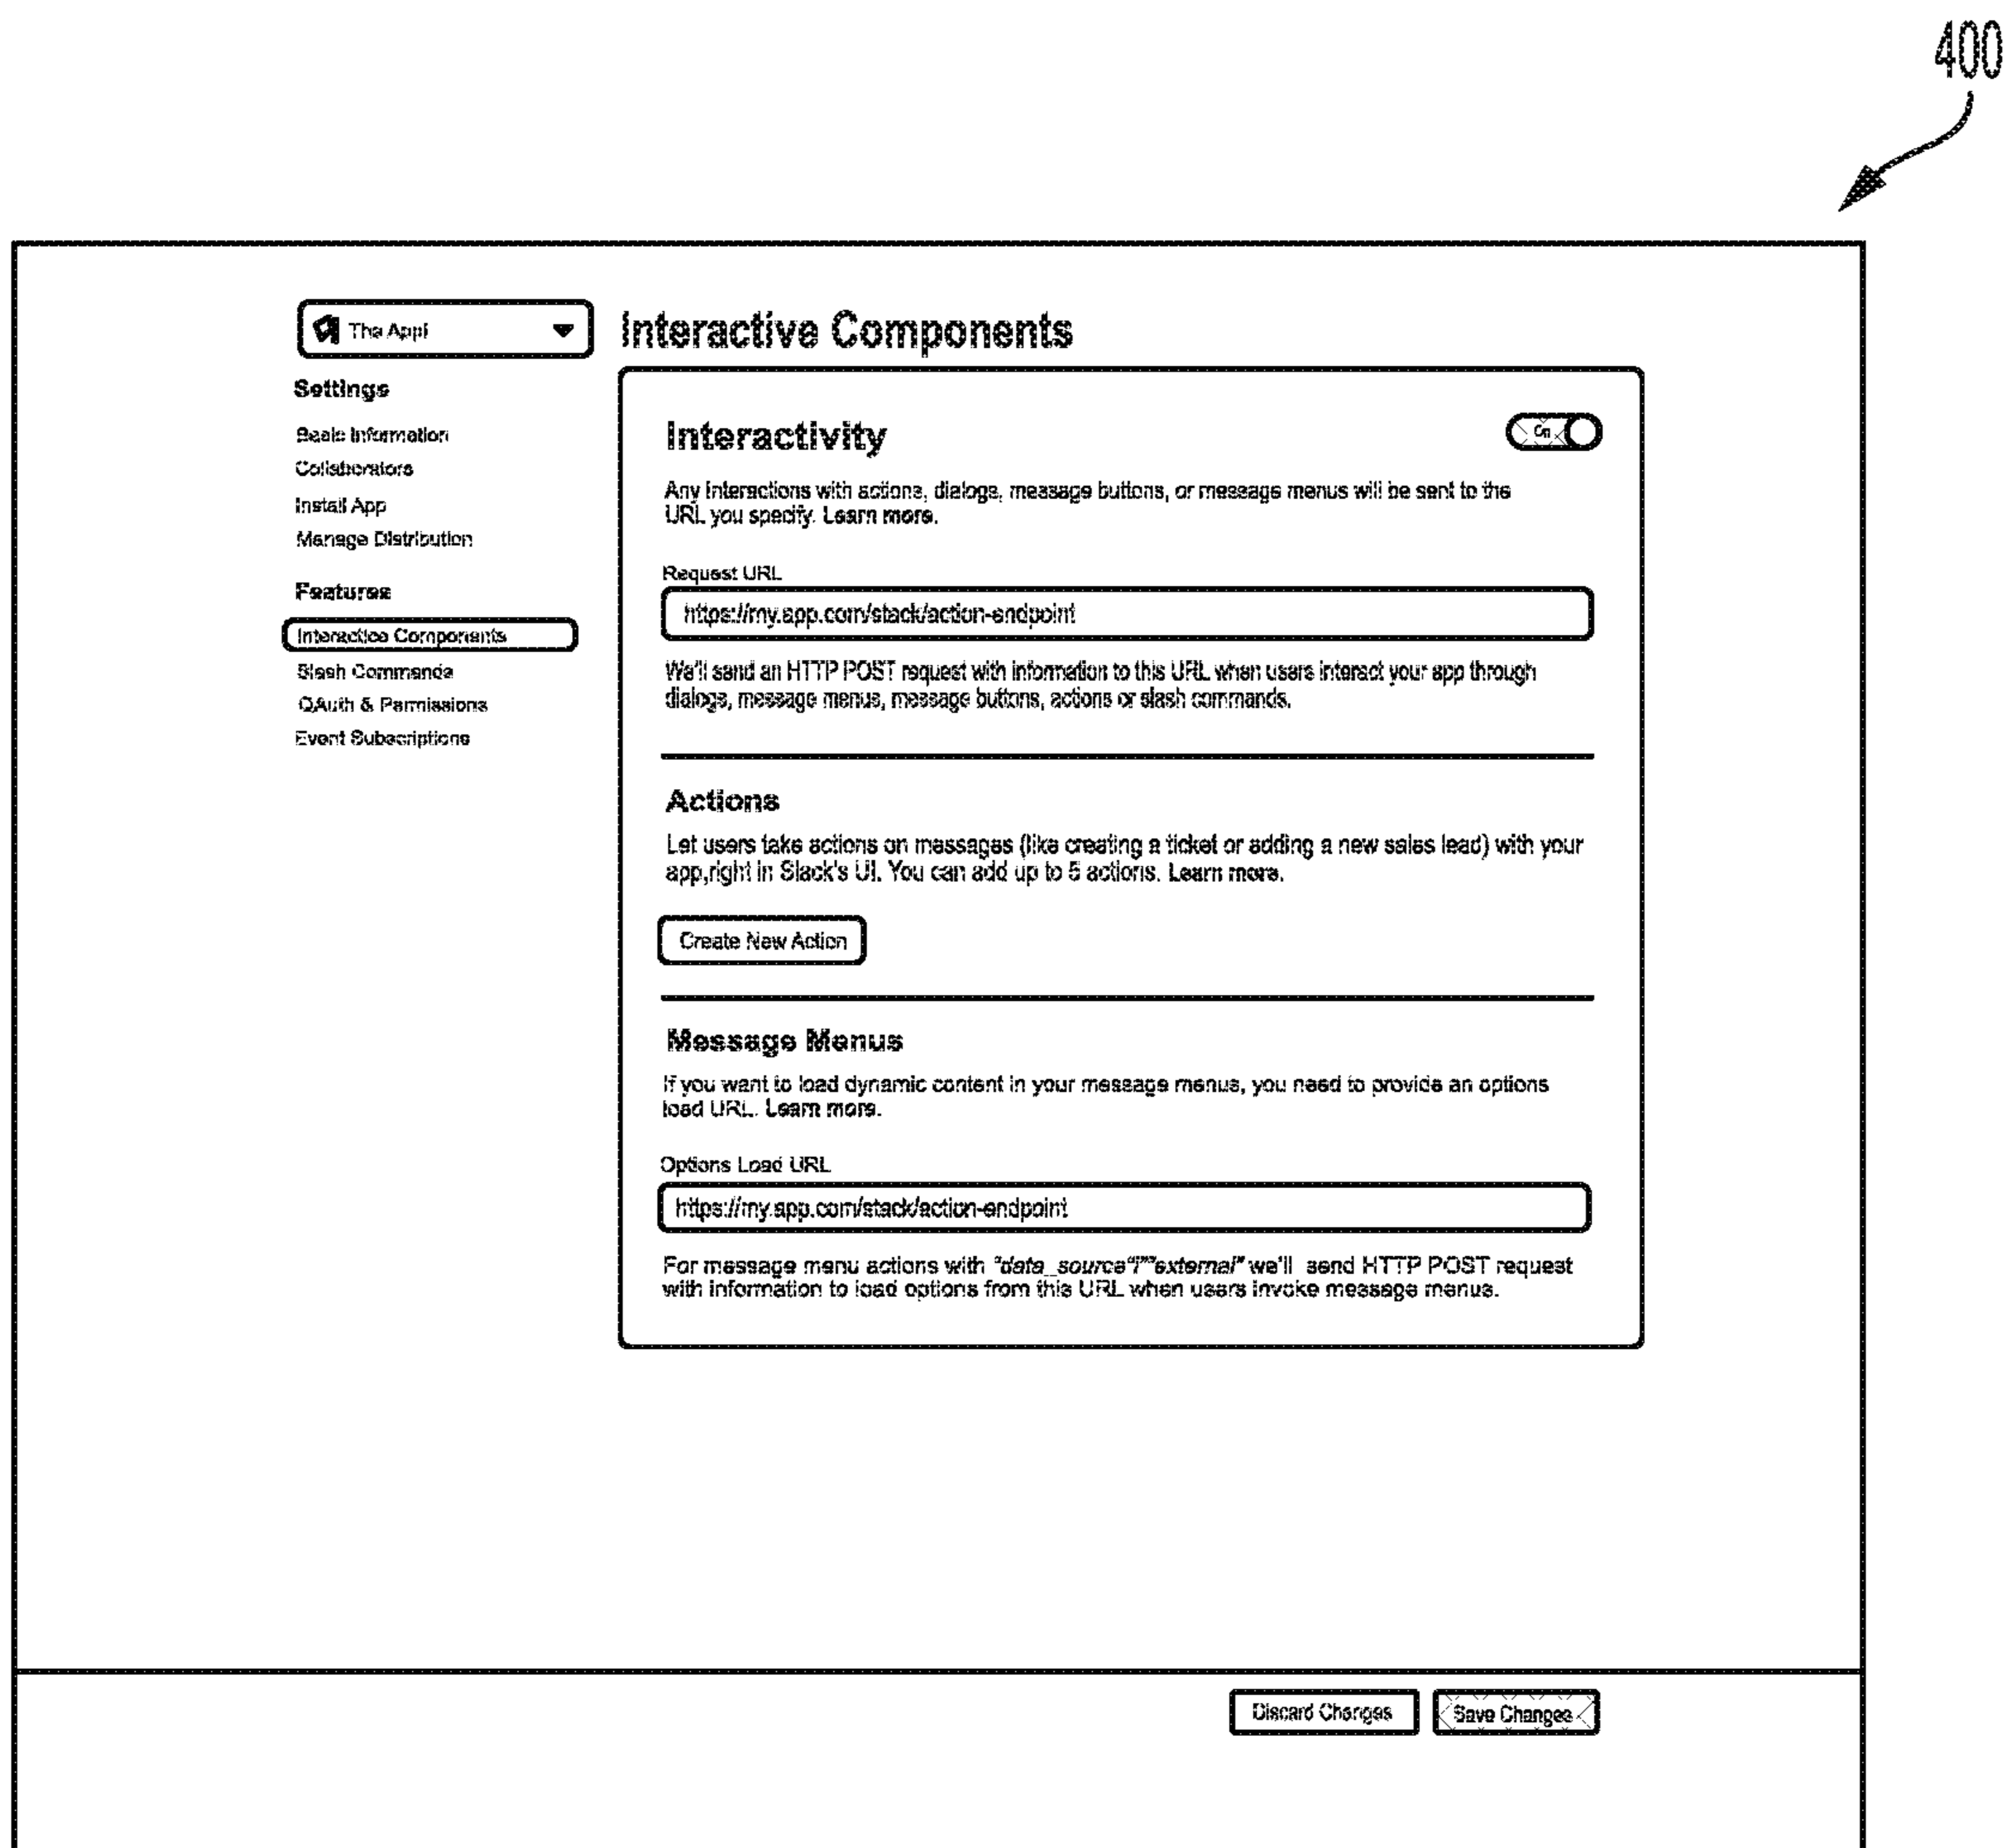 400
The App!
Interactive Components
Settings
Basic Information
Collaborators
Install App
Manage Distribution
Features
Interactice Components
Slash Commands
OAuth & Permissions
Event Subscriptions
Interactivity
On
Any interactions with actions, dialogs, message buttons, or message menus will be sent to the
URL you specify. Learn more.
Request URL
https://my.app.com/stack/action-endpoint
We'll send an HTTP POST request with information to this URL when users interact your app through
dialogs, message menus, message buttons, actions or slash commands.
Actions
Let users take actions on messages (like creating a ticket or adding a new sales lead) with your
app,right in Slack's UI. You can add up to 5 actions. Learn more.
Create New Action
Message Menus
If you want to load dynamic content in your message menus, you need to provide an options
load URL. Learn more.
Options Load URL
https://my.app.com/stack/action-endpoint
For message menu actions with "data_source"/"external" we'll send HTTP POST request
with information to load options from this URL when users invoke message menus.
Discard Changes
Save Changes